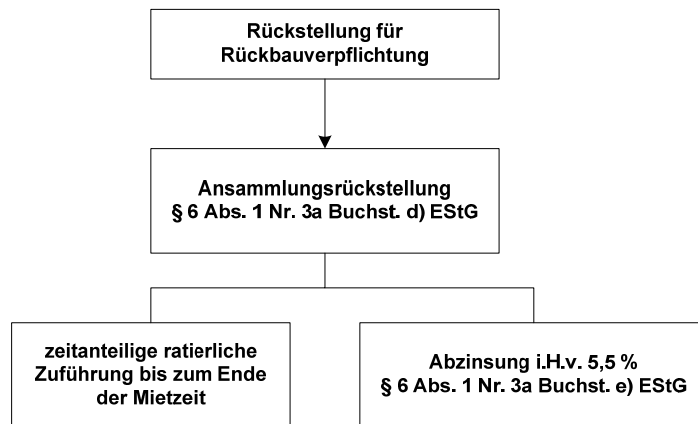 Rückstellung für
Rückbauverpflichtung
Ansammlungsrückstellung
§ 6 Abs. 1 Nr. 3a Buchst. d) EStG
zeitanteilige ratierliche
Zuführung bis zum Ende
der Mietzeit
Abzinsung i.H.v. 5,5 %
§ 6 Abs. 1 Nr. 3a Buchst. e) EStG